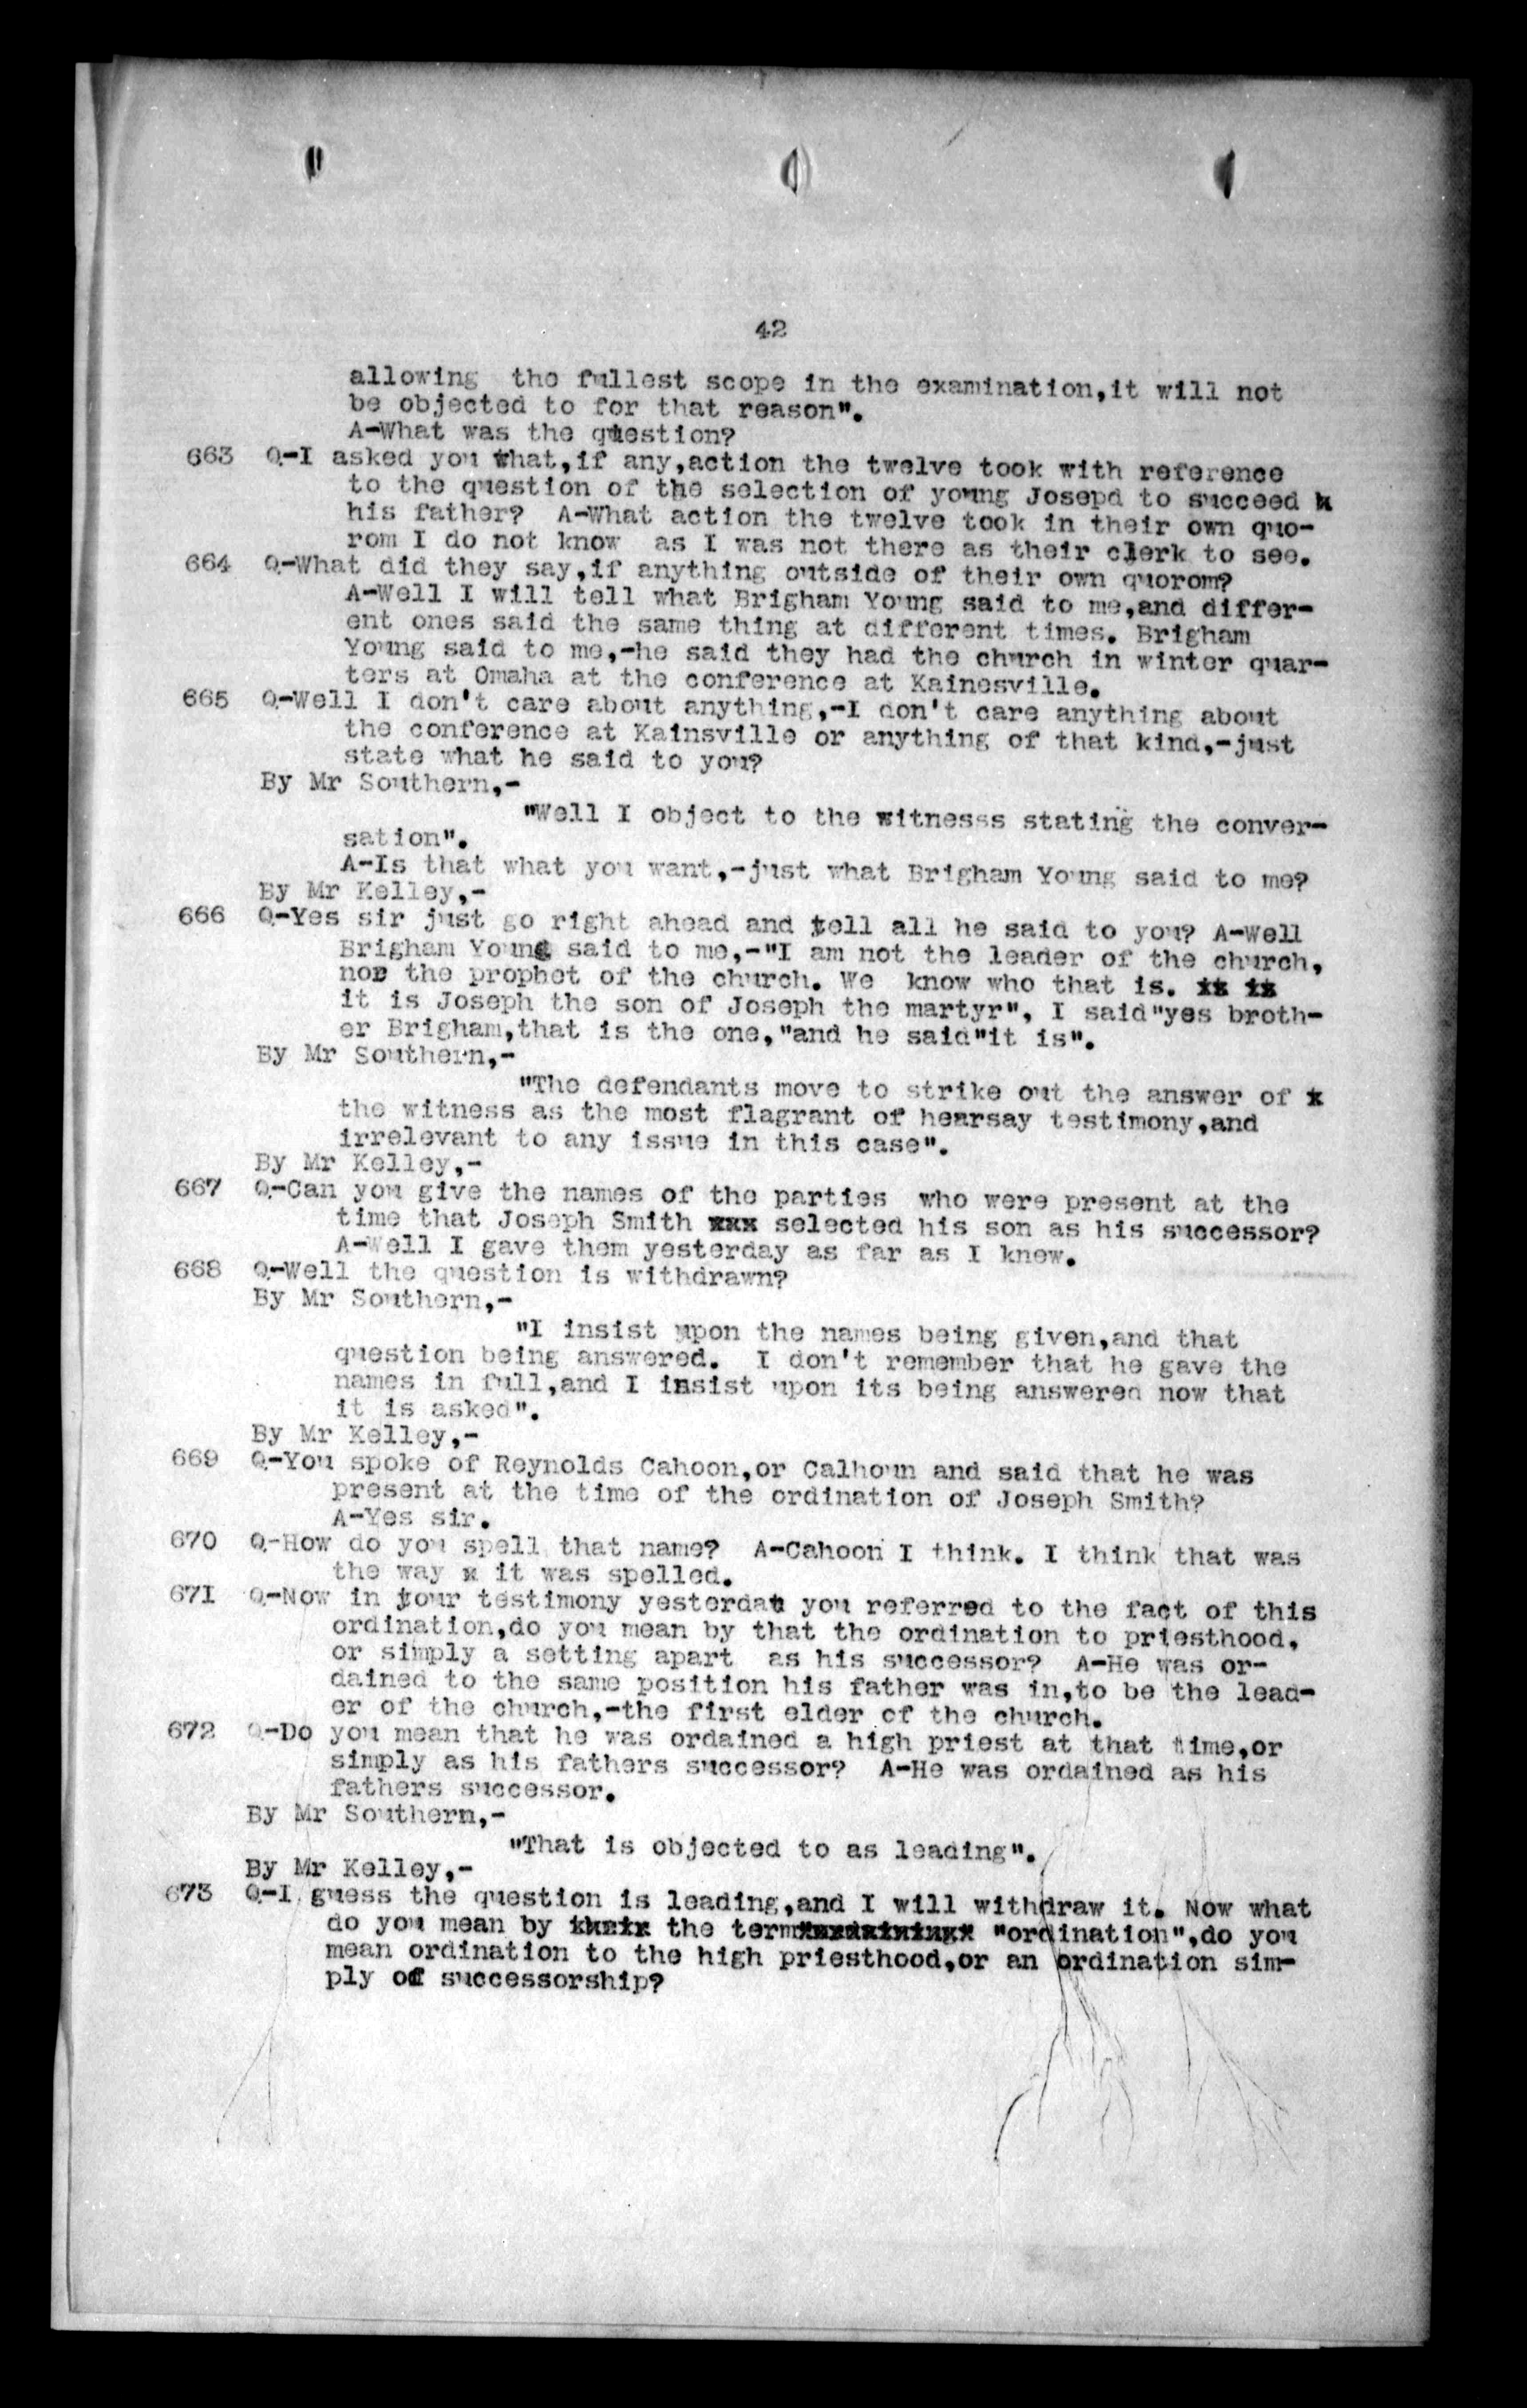 42
allowing the fullest scope in the examination,it will not
be objected to for that reason".
A-What was the question?
663 Q-I asked you what,if any,action the twelve took with reference
to the question of the selection of young Josepd to succeed x
his father? A-What action the twelve took in their own quo-
rom I do not know as I was not there as their clerk to see.
664 Q-What did they say,if anything outside of their own quorom?
A-Well I will tell what Brigham Young said to me,and differ-
ent ones said the same thing at different times. Brigham
Young said to me,-he said they had the church in winter quar-
ters at Omaha at the conference at Kainesville.
665 Q-Well I don't care about anything,-I don't care anything about
the conference at Kainsville or anything of that kind,-just
state what he said to you?
By Mr Southern,-
"Well I object to the witnesss stating the conver-
sation".
A-Is that what you want,-just what Brigham Young said to me?
By Mr Kelley,-
666 Q-Yes sir just go right ahead and tell all he said to you? A-Well
Brigham Young said to me,-"I am not the leader of the church,
nor the prophet of the church. We know who that is. xx xx
it is Joseph the son of Joseph the martyr", I said"yes broth-
er Brigham,that is the one,"and he said"it is".
By Mr Southern,-
"The defendants move to strike out the answer of x
the witness as the most flagrant of hearsay testimony,and
irrelevant to any issue in this case".
By Mr Kelley,-
667 Q-Can you give the names of the parties who were present at the
time that Joseph Smith xxx selected his son as his successor?
A-Well I gave them yesterday as far as I knew.
668 Q-Well the question is withdrawn?
By Mr Southern,-
"I insist upon the names being given,and that
question being answered. I don't remember that he gave the
names in full,and I insist upon its being answered now that
it is asked".
By Mr Kelley,-
669 Q-You spoke of Reynolds Cahoon,or Calhoun and said that he was
present at the time of the ordination of Joseph Smith?
A-Yes sir.
670 Q-How do you spell that name? A-Cahoon I think. I think that was
the way x it was spelled.
671 Q-Now in your testimony yesterdat you referred to the fact of this
ordination,do you mean by that the ordination to priesthood,
or simply a setting apart as his successor? A-He was or-
dained to the same position his father was in,to be the lead-
er of the church,-the first elder of the church.
672 Q-Do you mean that he was ordained a high priest at that time,or
simply as his fathers successor? A-He was ordained as his
fathers successor.
By Mr Southern,-
"That is objected to as leading".
By Mr Kelley,-
673 Q-I guess the question is leading,and I will withdraw it. Now what
do you mean by the term "ordination",do you
mean ordination to the high priesthood,or an ordination sim-
ply of successorship?